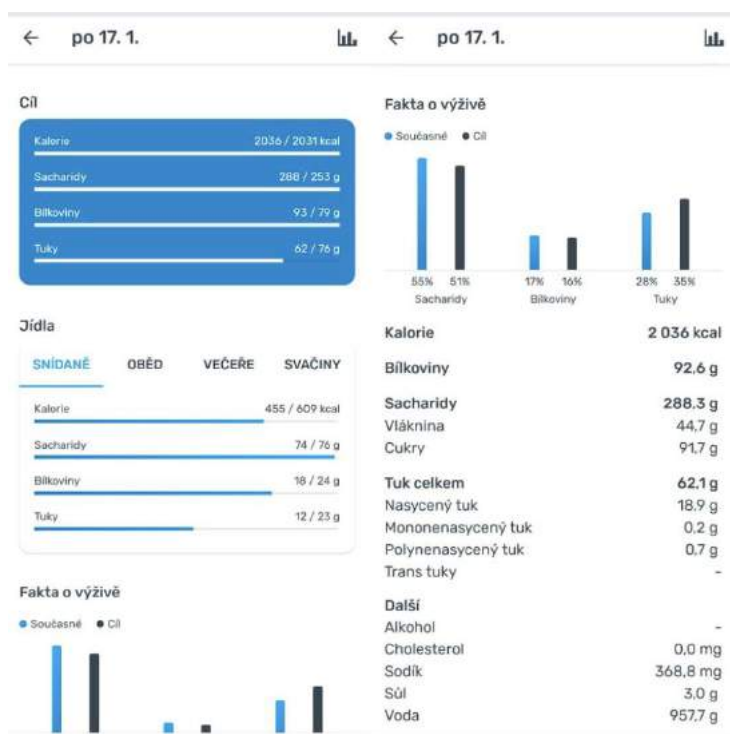 po 17. 1.
Cíl
Kalorie 2036 / 2031 kcal
Sacharidy 288 / 253 g
Bílkoviny 93 / 79 g
Tuky 62 / 76 g
Jídla
SNÍDANĚ OBĚD VEČEŘE SVAČINY
Kalorie 455 / 609 kcal
Sacharidy 74 / 76 g
Bílkoviny 18 / 24 g
Tuky 12 / 23 g
Fakta o výživě
Současné Cíl
po 17. 1.
Fakta o výživě
Současné Cíl
55% 51% 17% 16% 28% 35%
Sacharidy Bílkoviny Tuky
Kalorie 2 036 kcal
Bílkoviny 92,6 g
Sacharidy 288,3 g
Vláknina 44,7 g
Cukry 91,7 g
Tuk celkem 62,1 g
Nasycený tuk 18,9 g
Mononenasycený tuk 0,2 g
Polynenasycený tuk 0,7 g
Trans tuky -
Další
Alkohol -
Cholesterol 0,0 mg
Sodík 368,8 mg
Sůl 3,0 g
Voda 957,7 g